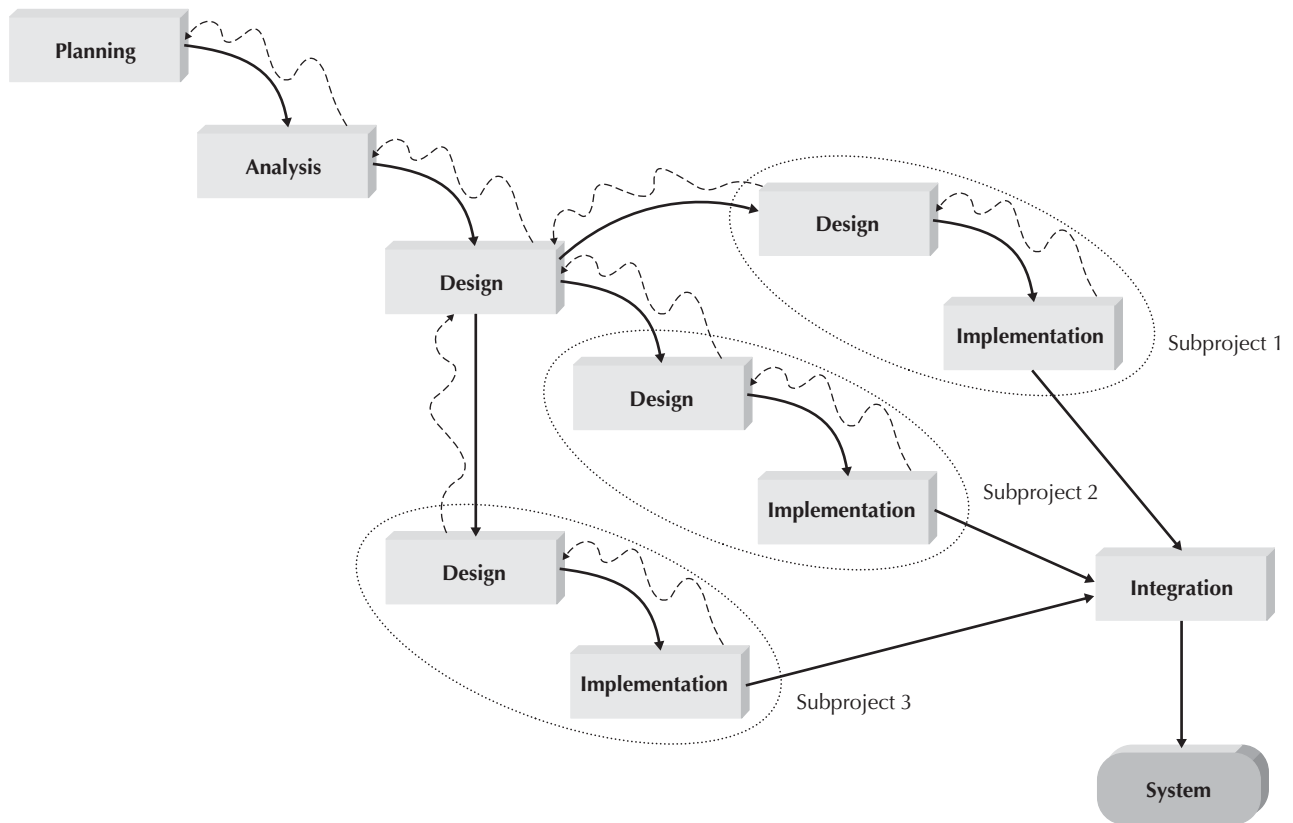 Planning
Analysis
Design
Design
Implementation
Subproject 1
Design
Implementation
Subproject 2
Design
Implementation
Subproject 3
Integration
System